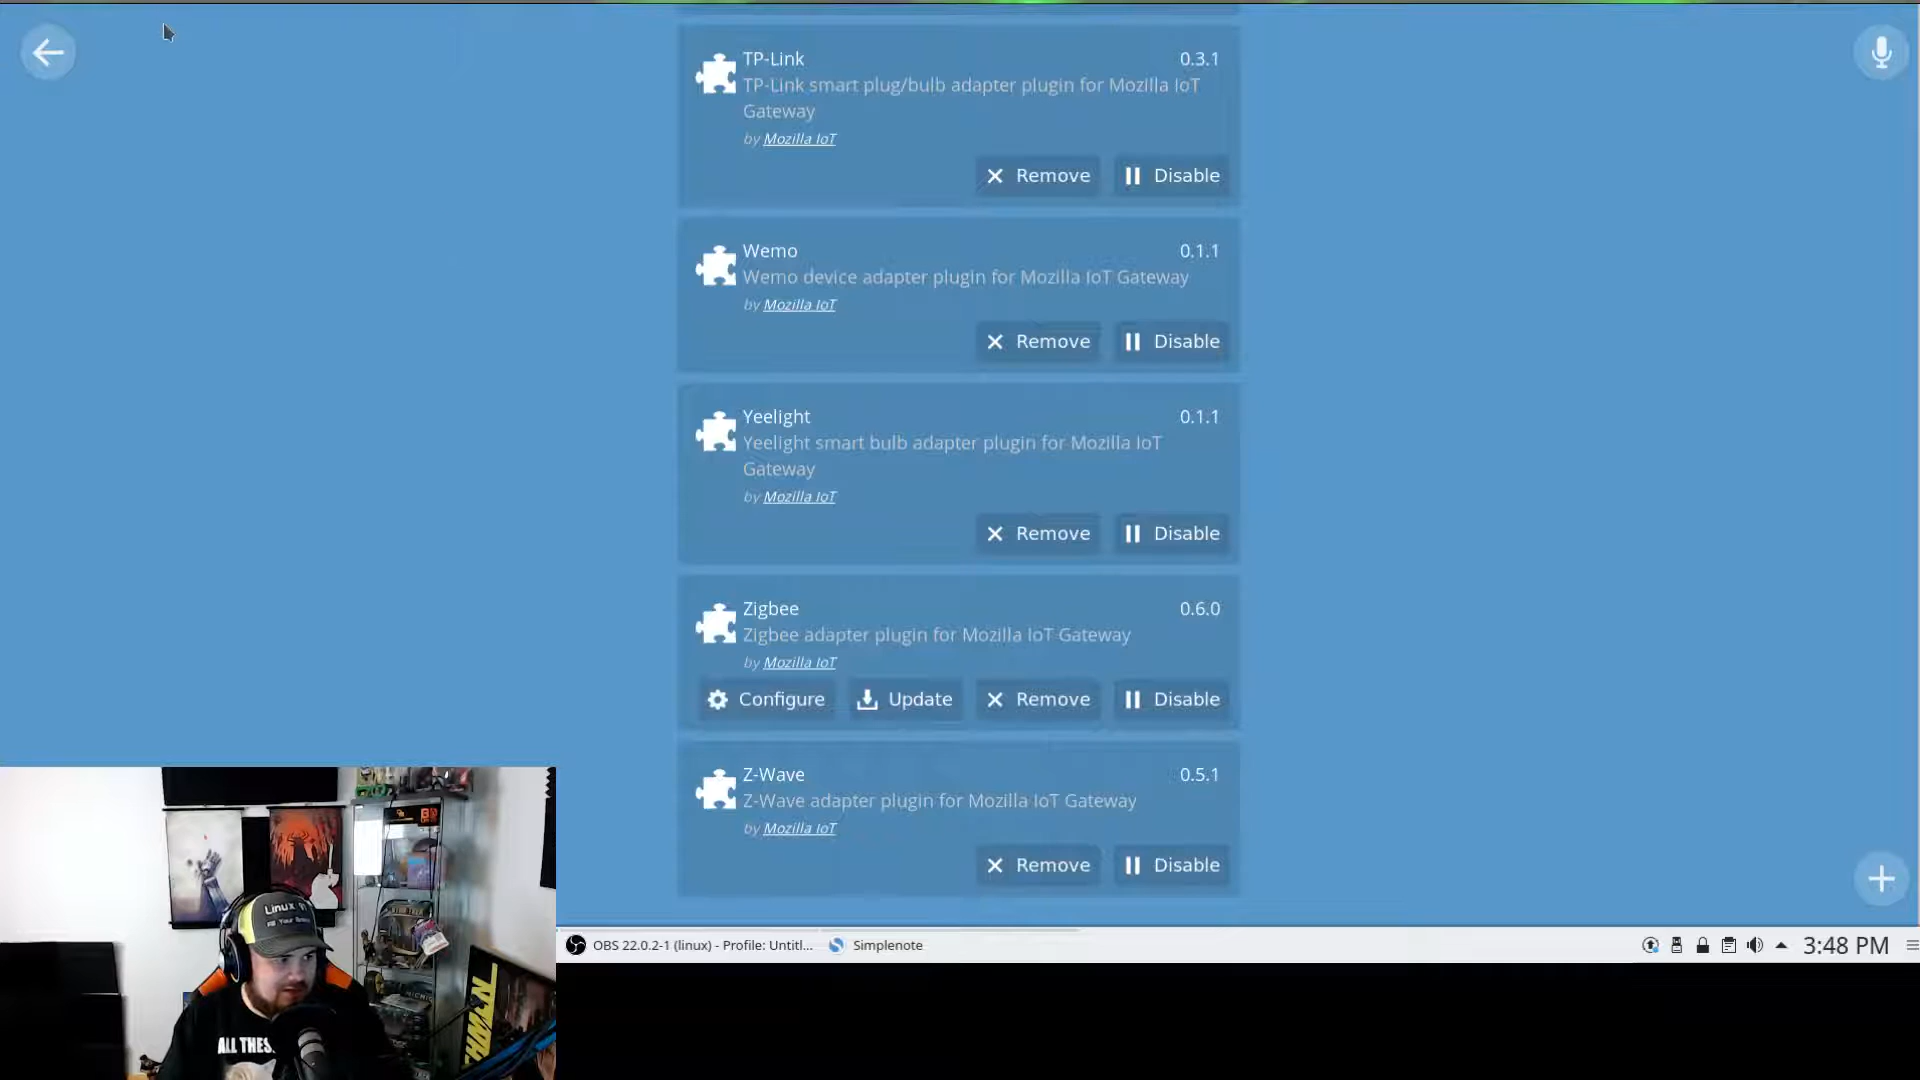 TP-Link 0.3.1
TP-Link smart plug/bulb adapter plugin for Mozilla IoT
Gateway
by Mozilla IoT
Remove Disable
Wemo 0.1.1
Wemo device adapter plugin for Mozilla IoT Gateway
by Mozilla IoT
Remove Disable
Yeelight 0.1.1
Yeelight smart bulb adapter plugin for Mozilla IoT
Gateway
by Mozilla IoT
Remove Disable
Zigbee 0.6.0
Zigbee adapter plugin for Mozilla IoT Gateway
by Mozilla IoT
Configure Update Remove Disable
Z-Wave 0.5.1
Z-Wave adapter plugin for Mozilla IoT Gateway
by Mozilla IoT
Remove Disable
OBS 22.0.2-1 (linux) - Profile: Untitl... Simplenote 3:48 PM
Linux
ALL THES